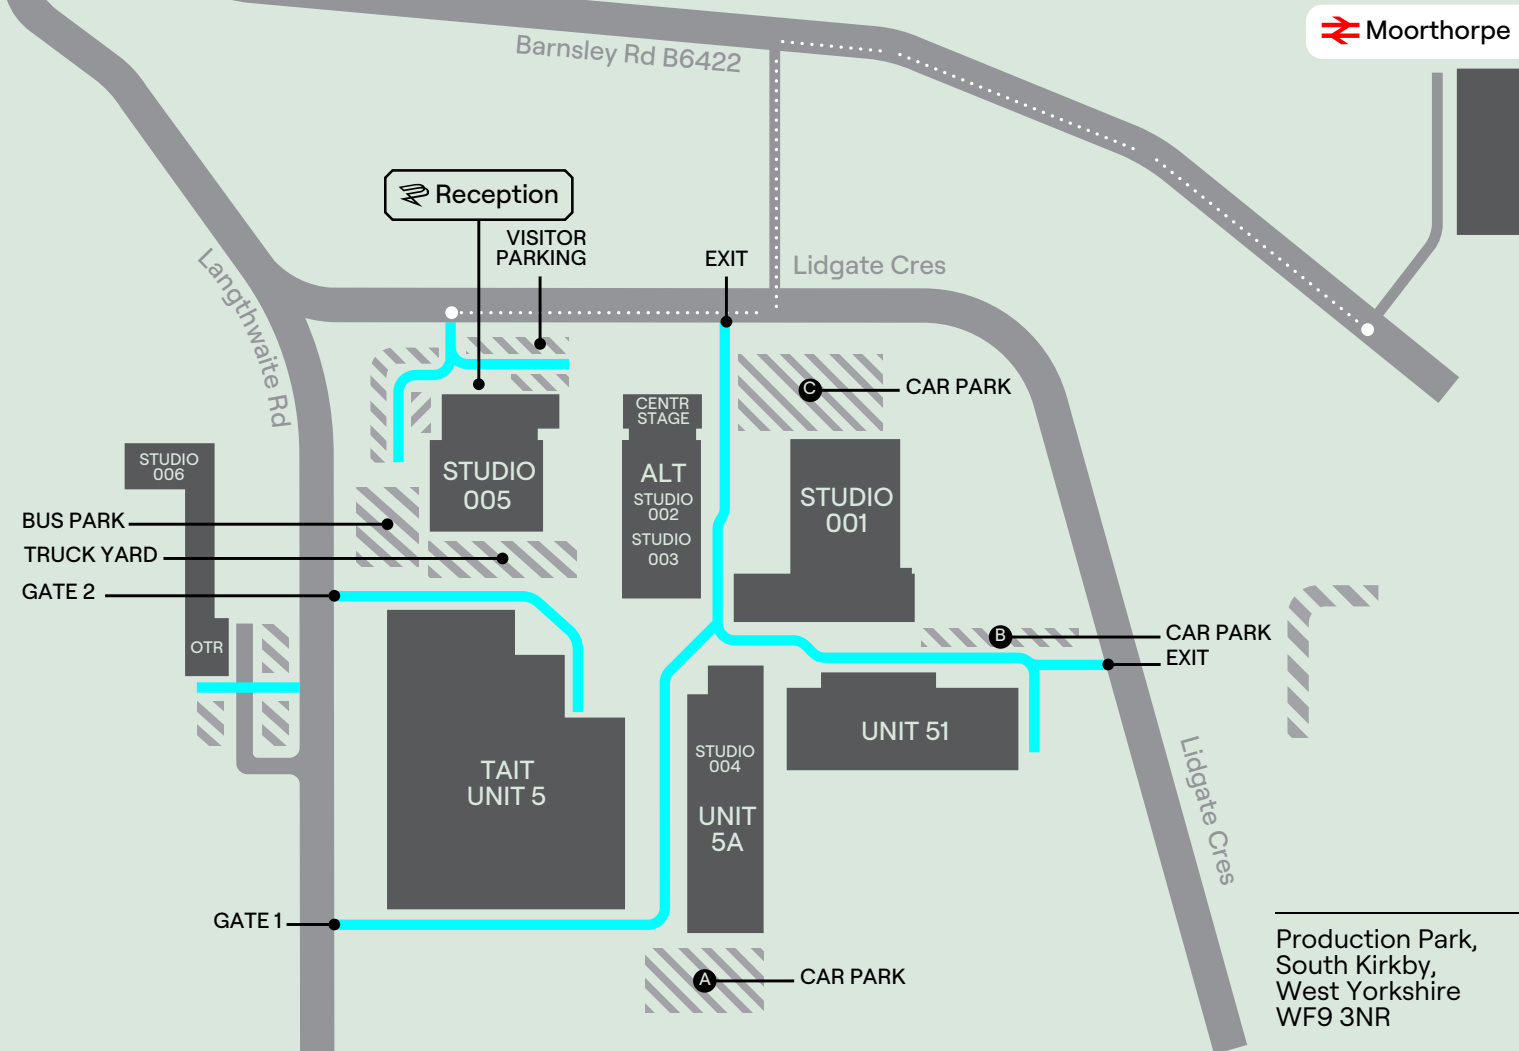 Moorthorpe
Barnsley Rd B6422
Reception
VISITOR
PARKING
EXIT
Lidgate Cres
Langthwaite Rd
C
CAR PARK
CENTR
STAGE
STUDIO
006
STUDIO
005
ALT
STUDIO
002
STUDIO
003
STUDIO
001
BUS PARK
TRUCK YARD
GATE 2
OTR
B
CAR PARK
EXIT
UNIT 51
TAIT
UNIT 5
STUDIO
004
UNIT
5A
Lidgate Cres
GATE 1
A
CAR PARK
Production Park,
South Kirkby,
West Yorkshire
WF9 3NR